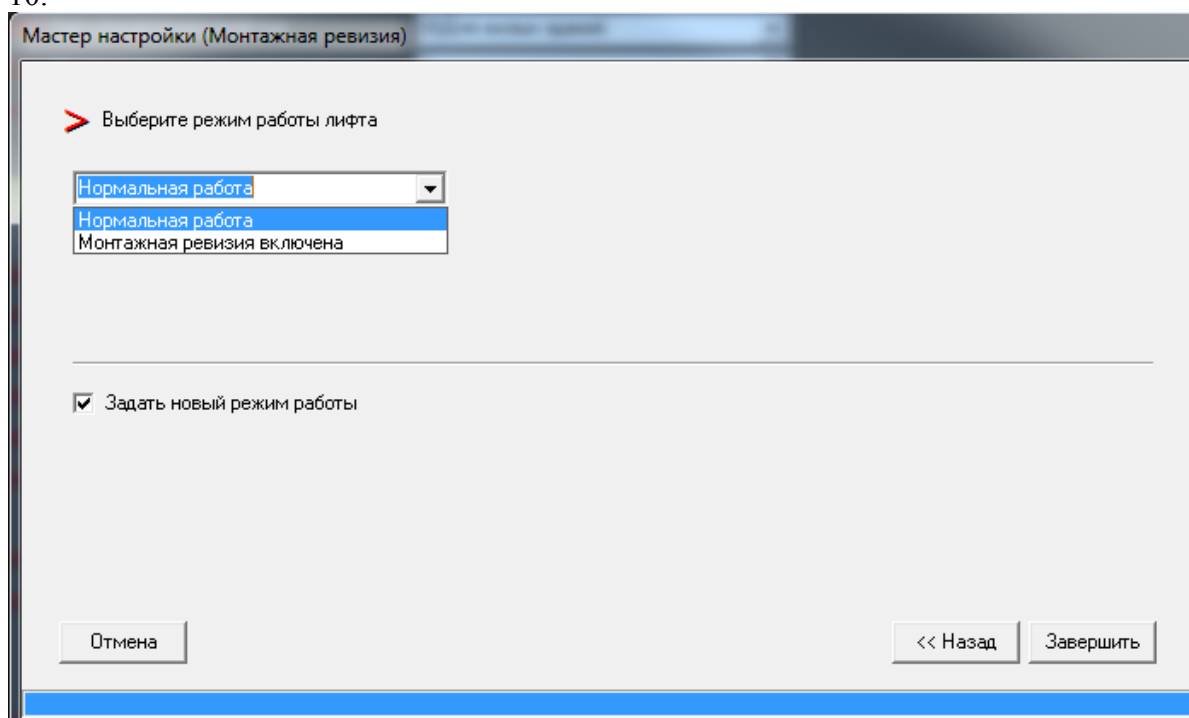 10.
Мастер настройки (Монтажная ревизия)
Выберите режим работы лифта
Нормальная работа
Нормальная работа
Монтажная ревизия включена
Задать новый режим работы
Отмена
<< Назад
Завершить